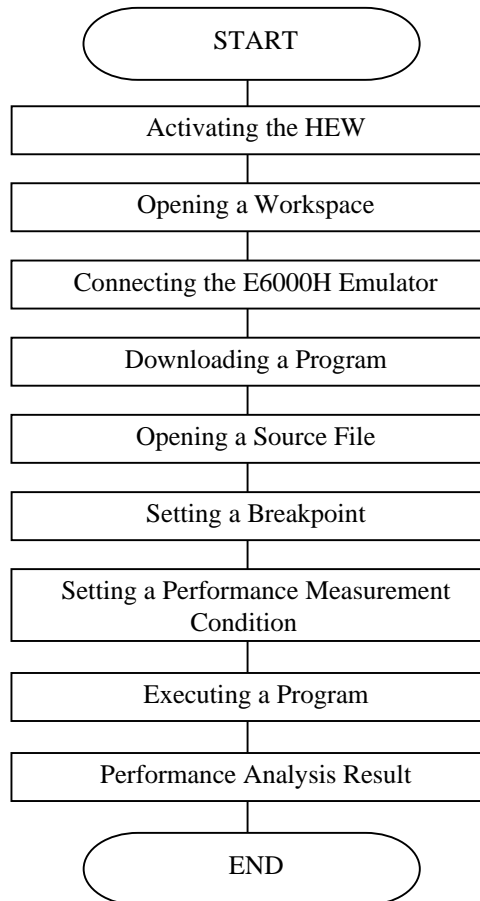 START
Activating the HEW
Opening a Workspace
Connecting the E6000H Emulator
Downloading a Program
Opening a Source File
Setting a Breakpoint
Setting a Performance Measurement
Condition
Executing a Program
Performance Analysis Result
END